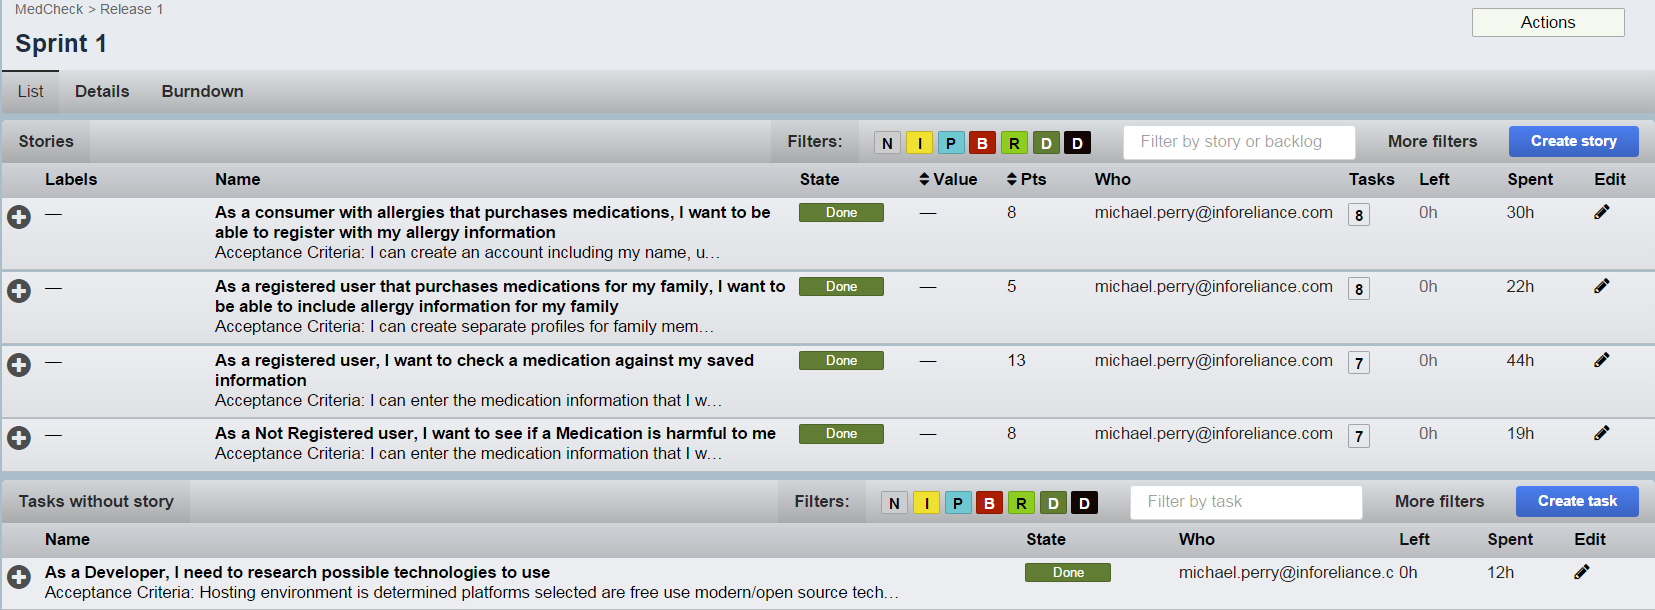 MedCheck > Release 1
Actions
Sprint 1
List Details Burndown
Stories Filters: N I P B R D D Filter by story or backlog More filters Create story
Labels Name State Value Pts Who Tasks Left Spent Edit
— As a consumer with allergies that purchases medications, I want to be Done — 8 michael.perry@inforeliance.com 8 0h 30h
able to register with my allergy information
Acceptance Criteria: I can create an account including my name, u…
— As a registered user that purchases medications for my family, I want to Done — 5 michael.perry@inforeliance.com 8 0h 22h
be able to include allergy information for my family
Acceptance Criteria: I can create separate profiles for family mem…
— As a registered user, I want to check a medication against my saved Done — 13 michael.perry@inforeliance.com 7 0h 44h
information
Acceptance Criteria: I can enter the medication information that I w…
— As a Not Registered user, I want to see if a Medication is harmful to me Done — 8 michael.perry@inforeliance.com 7 0h 19h
Acceptance Criteria: I can enter the medication information that I w…
Tasks without story Filters: N I P B R D D Filter by task More filters Create task
Name State Who Left Spent Edit
As a Developer, I need to research possible technologies to use Done michael.perry@inforeliance.c 0h 12h
Acceptance Criteria: Hosting environment is determined platforms selected are free use modern/open source tech…